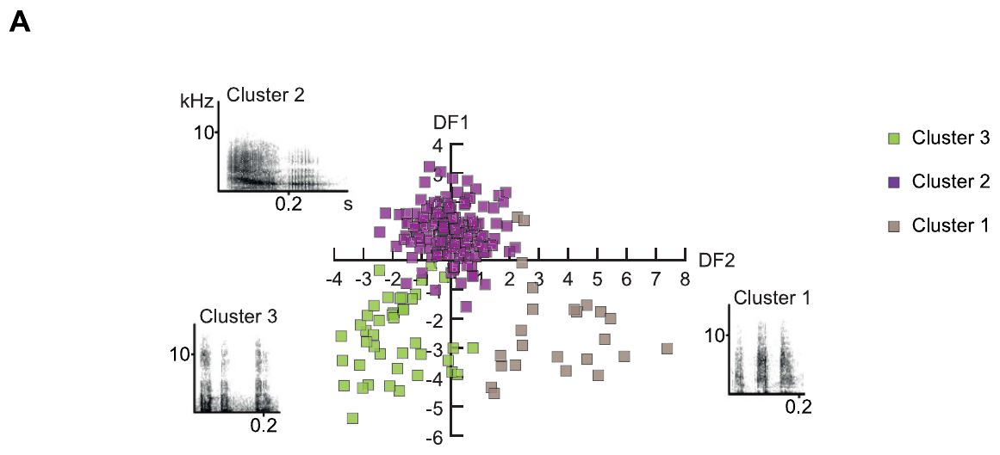 A
kHz
Cluster 2
10
0.2
s
DF1
4
3
Cluster 3
Cluster 2
Cluster 1
-4 -3 -2 -1 1 2 3 4 5 6 7 8 DF2
-1
-2
-3
-4
-5
-6
Cluster 3
10
0.2
Cluster 1
10
0.2